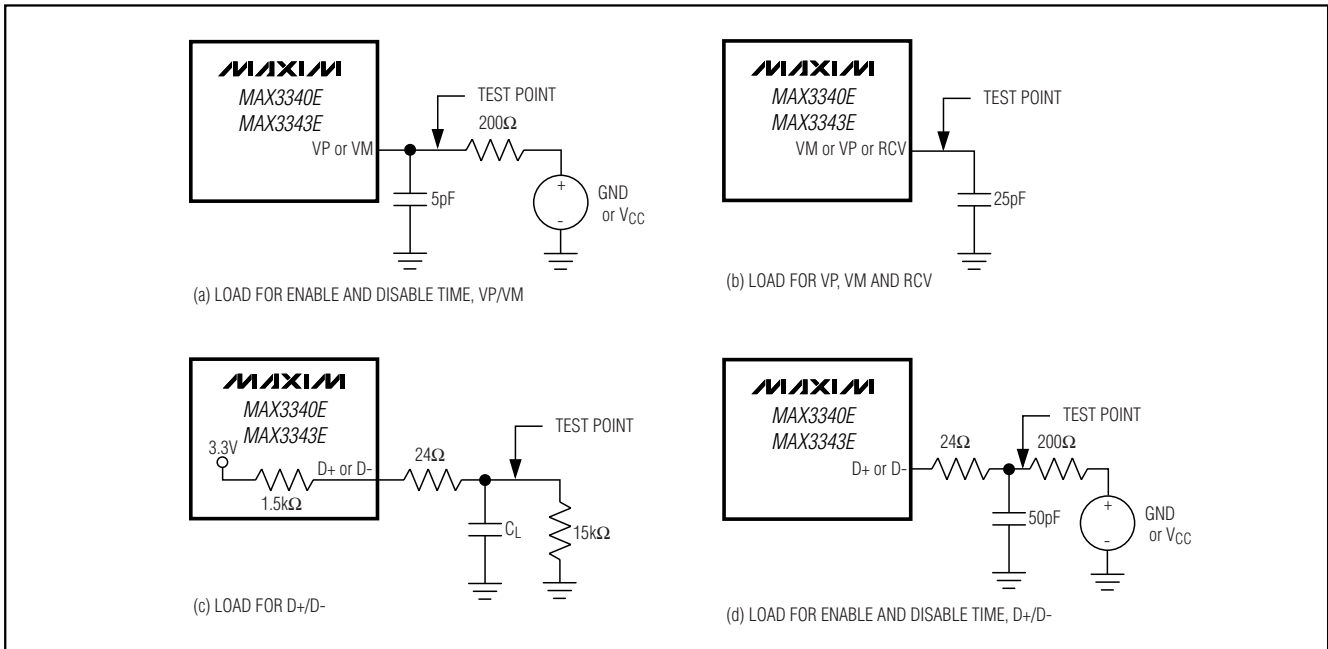 MAXIM
MAX3340E
MAX3343E
VP or VM
TEST POINT
200Ω
5pF
+
-
GND
or VCC
(a) LOAD FOR ENABLE AND DISABLE TIME, VP/VM
MAXIM
MAX3340E
MAX3343E
VM or VP or RCV
TEST POINT
25pF
(b) LOAD FOR VP, VM AND RCV
MAXIM
MAX3340E
MAX3343E
3.3V
D+ or D-
1.5kΩ
24Ω
TEST POINT
CL
15kΩ
(c) LOAD FOR D+/D-
MAXIM
MAX3340E
MAX3343E
D+ or D-
24Ω
TEST POINT
200Ω
50pF
+
-
GND
or VCC
(d) LOAD FOR ENABLE AND DISABLE TIME, D+/D-